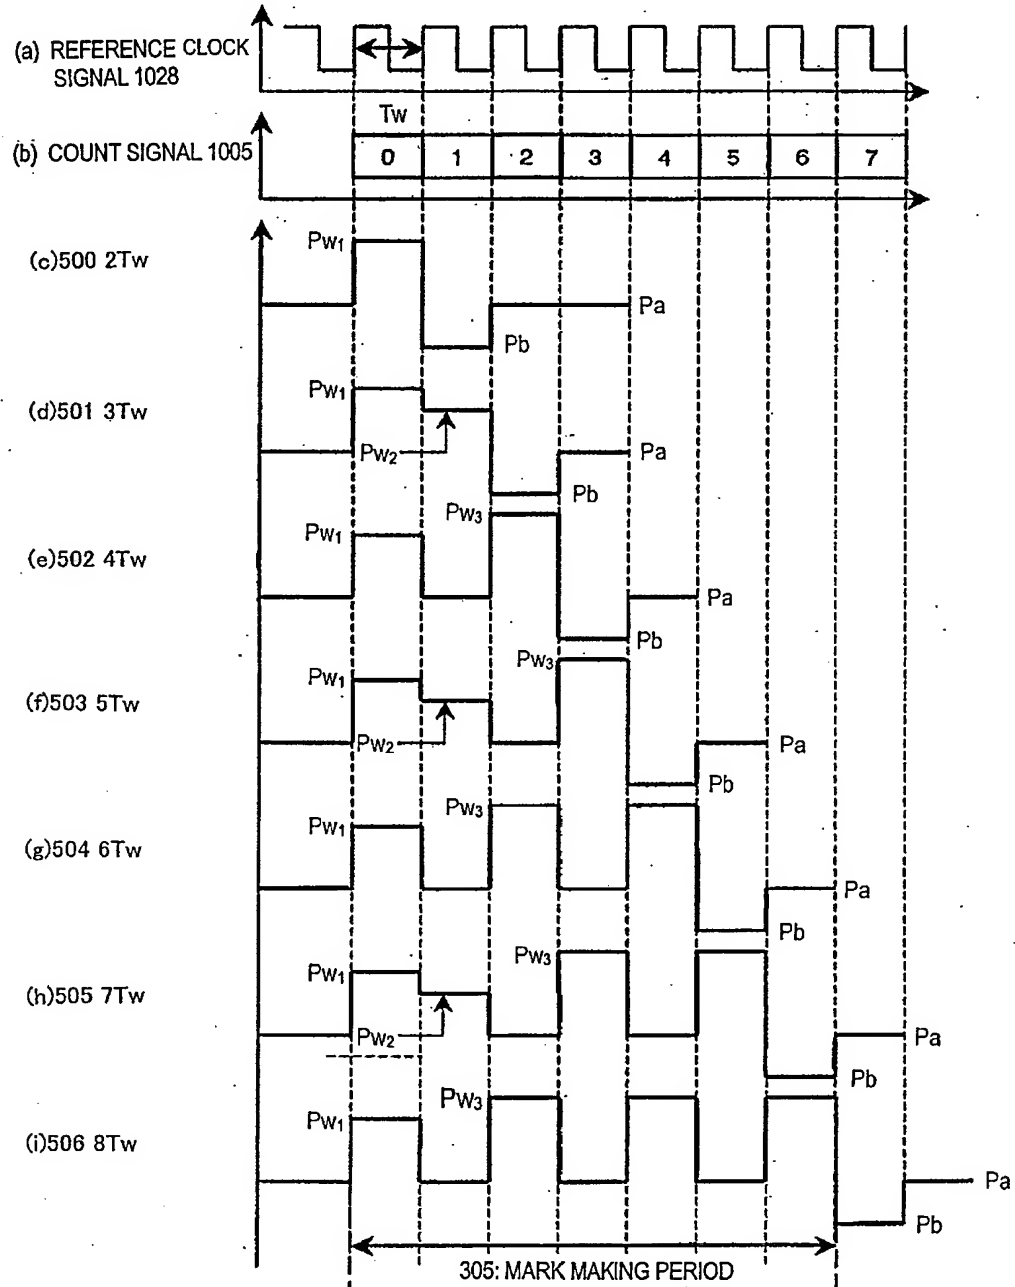 (a) REFERENCE CLOCK
SIGNAL 1028
Tw
(b) COUNT SIGNAL 1005
0 1 2 3 4 5 6 7
(c)500 2Tw
Pw1
Pa
Pb
(d)501 3Tw
Pw1
Pw2
Pa
Pb
(e)502 4Tw
Pw1
Pw3
Pa
Pb
(f)503 5Tw
Pw1
Pw2
Pw3
Pa
Pb
(g)504 6Tw
Pw1
Pw3
Pa
Pb
(h)505 7Tw
Pw1
Pw2
Pw3
Pa
Pb
(i)506 8Tw
Pw1
Pw3
Pa
Pb
305: MARK MAKING PERIOD